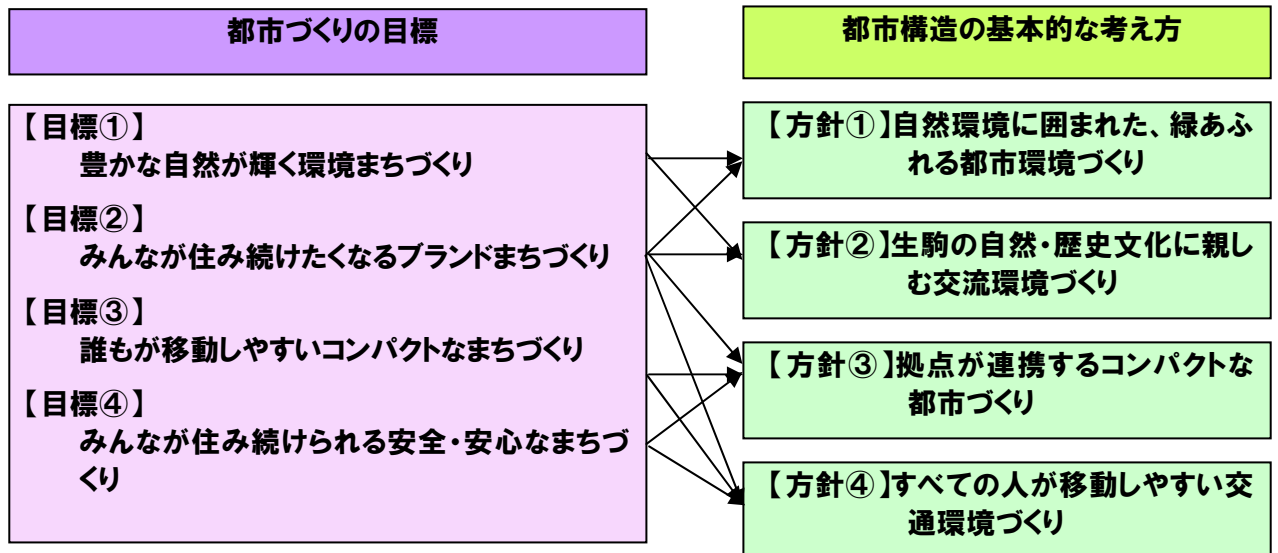 都市づくりの目標
【目標①】
豊かな自然が輝く環境まちづくり
【目標②】
みんなが住み続けたくなるブランドまちづくり
【目標③】
誰もが移動しやすいコンパクトなまちづくり
【目標④】
みんなが住み続けられる安全・安心なまちづ
くり
都市構造の基本的な考え方
【方針①】自然環境に囲まれた、緑あふ
れる都市環境づくり
【方針②】生駒の自然・歴史文化に親し
む交流環境づくり
【方針③】拠点が連携するコンパクトな
都市づくり
【方針④】すべての人が移動しやすい交
通環境づくり